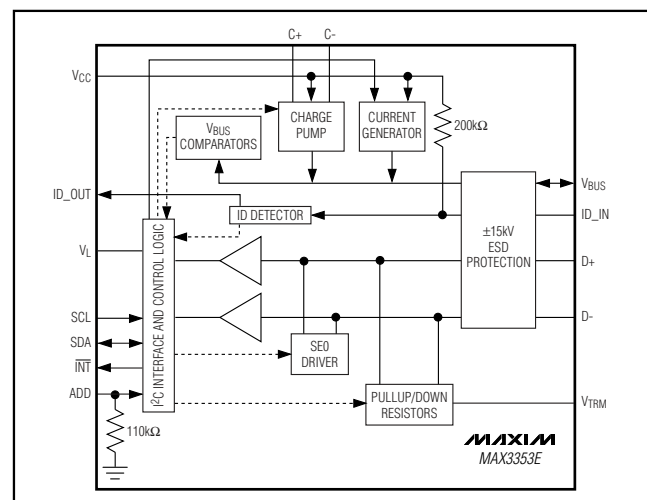 C+ C-
VCC
CHARGE
PUMP
CURRENT
GENERATOR
200kΩ
VBUS
COMPARATORS
VBUS
ID_OUT
ID DETECTOR
ID_IN
±15kV
ESD
PROTECTION
VL
I²C INTERFACE AND CONTROL LOGIC
D+
SCL
D-
SDA
SE0
DRIVER
INT
ADD
PULLUP/DOWN
RESISTORS
VTRM
110kΩ
MAXIM
MAX3353E